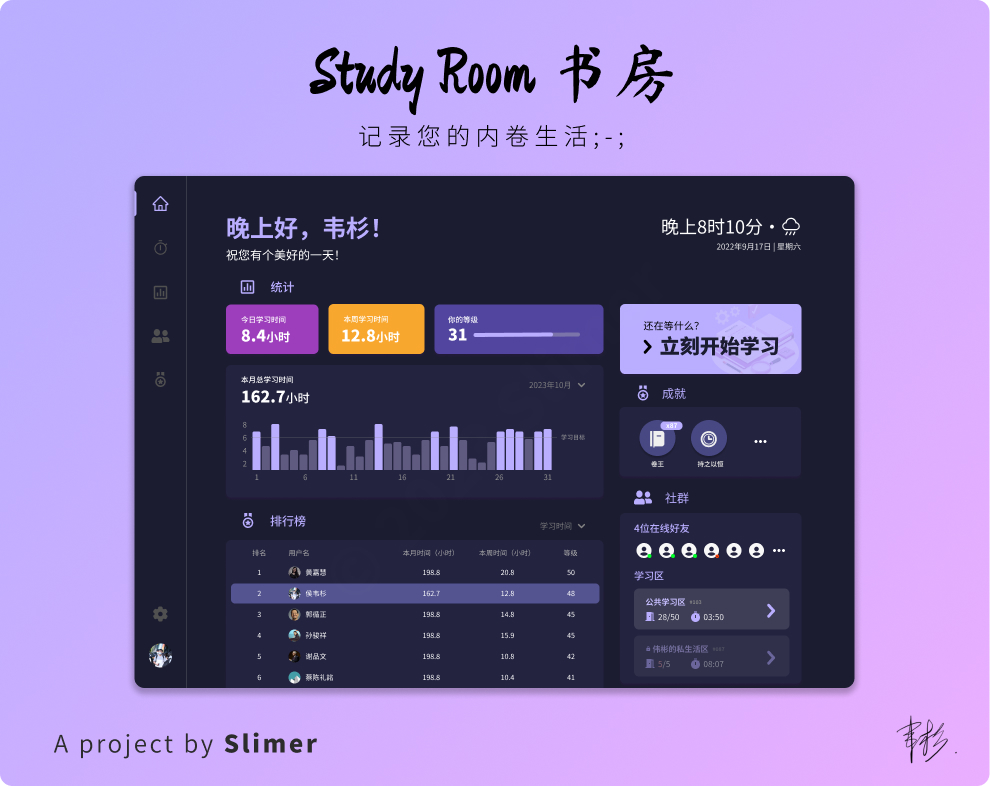 Study Room 书房
记录您的内卷生活;-;
晚上好，韦杉！
祝您有个美好的一天！
晚上8时10分·
2022年9月17日 | 星期六
统计
今日学习时间
8.4小时
本周学习时间
12.8小时
你的等级
31
还在等什么?
立刻开始学习
本月总学习时间
162.7小时
2023年10月
8
6
4
2
学习目标
1 6 11 16 21 26 31
成就
x87
卷王
持之以恒
社群
4位在线好友
学习区
公共学习区
28/50 03:50
伟彬的私生活区
5/5 08:07
排行榜
学习时间
排名 用户名 本月时间（小时） 本周时间（小时） 等级
1 黄嘉慧 198.8 20.8 50
2 侯韦杉 162.7 12.8 48
3 郭循正 198.8 14.8 45
4 孙骏祥 198.8 15.9 45
5 谢品文 198.8 10.8 42
6 蔡陈礼铭 198.8 10.4 41
A project by Slimer
韦杉.